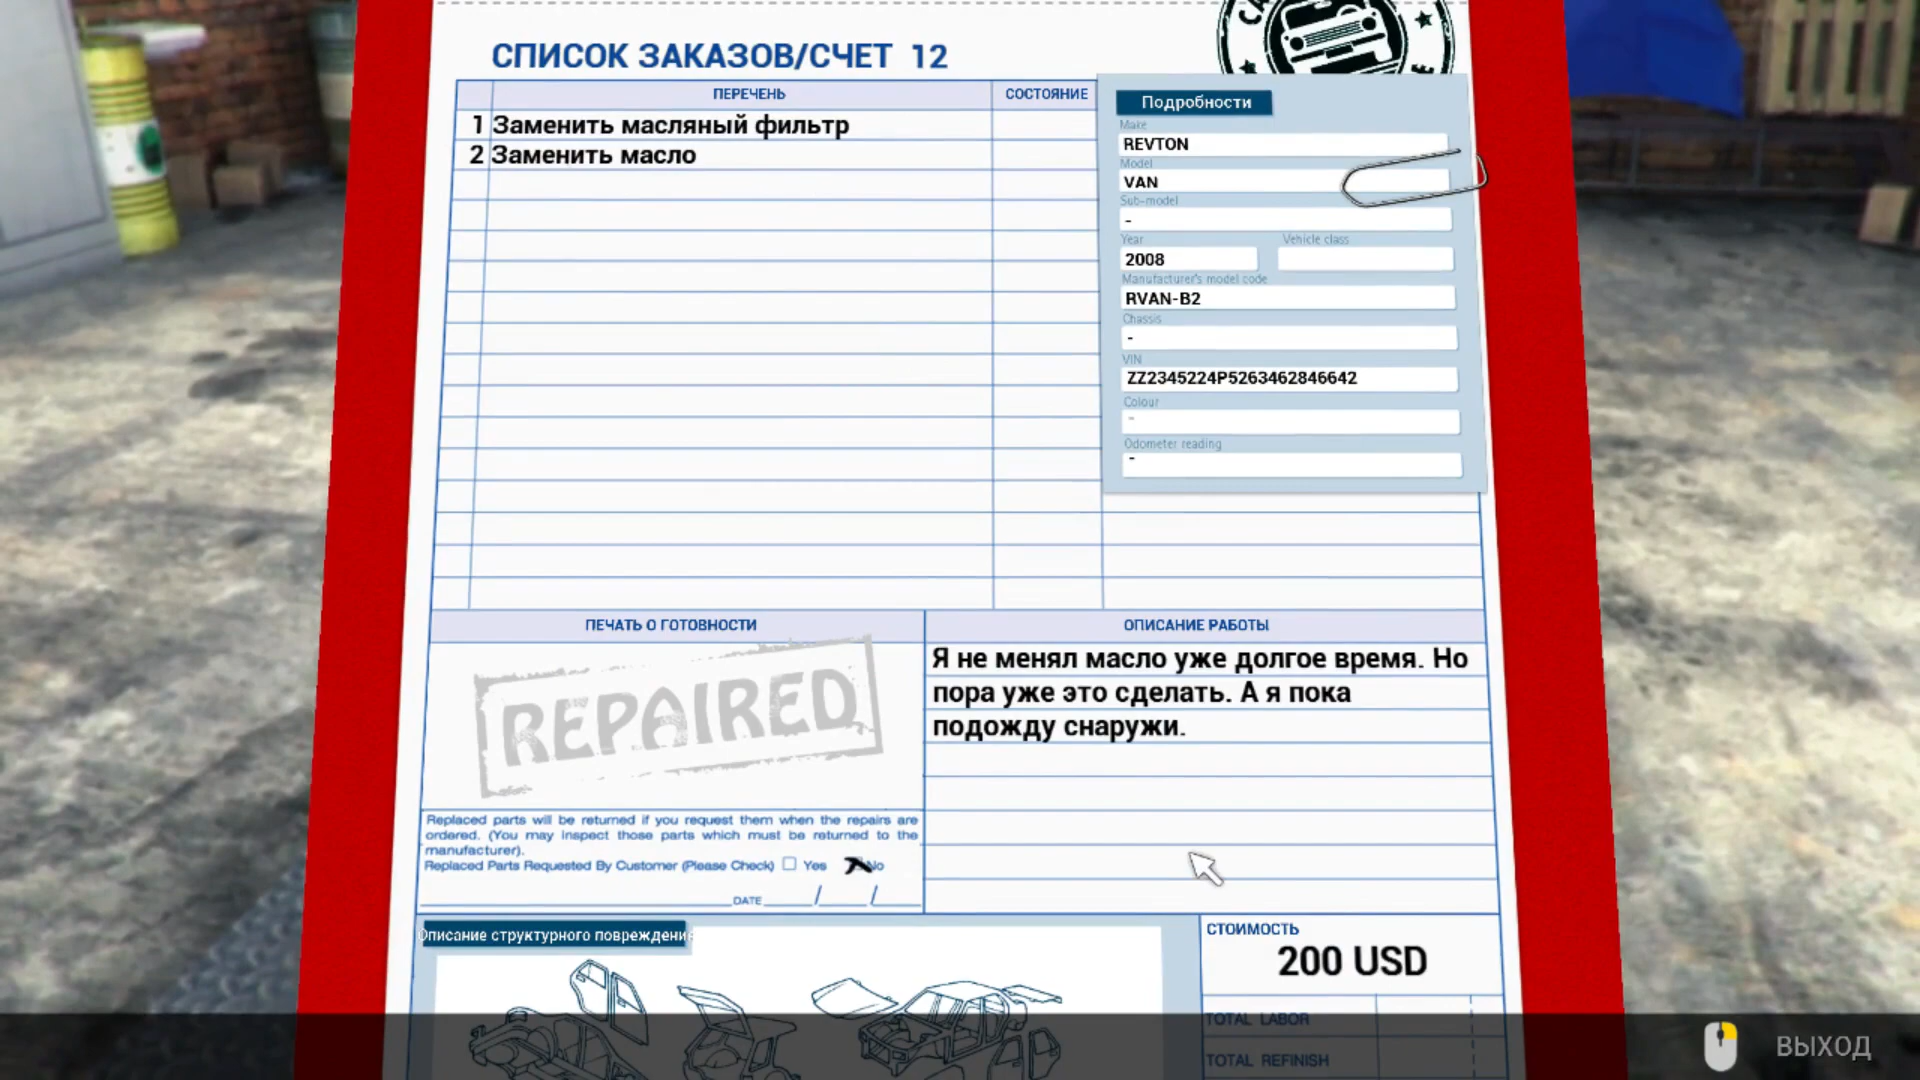 СПИСОК ЗАКАЗОВ/СЧЕТ 12
ПЕРЕЧЕНЬ
СОСТОЯНИЕ
1 Заменить масляный фильтр
2 Заменить масло
Подробности
Make
REVTON
Model
VAN
Sub-model
-
Year
Vehicle class
2008
Manufacturer's model code
RVAN-B2
Chassis
-
VIN
ZZ2345224P5263462846642
Colour
-
Odometer reading
-
ПЕЧАТЬ О ГОТОВНОСТИ
REPAIRED
ОПИСАНИЕ РАБОТЫ
Я не менял масло уже долгое время. Но
пора уже это сделать. А я пока
подожду снаружи.
Replaced parts will be returned if you request them when the repairs are
ordered. (You may inspect those parts which must be returned to the
manufacturer).
Replaced Parts Requested By Customer (Please Check) Yes No
DATE / /
Описание структурного повреждени
СТОИМОСТЬ
200 USD
TOTAL LABOR
TOTAL REFINISH
ВЫХОД